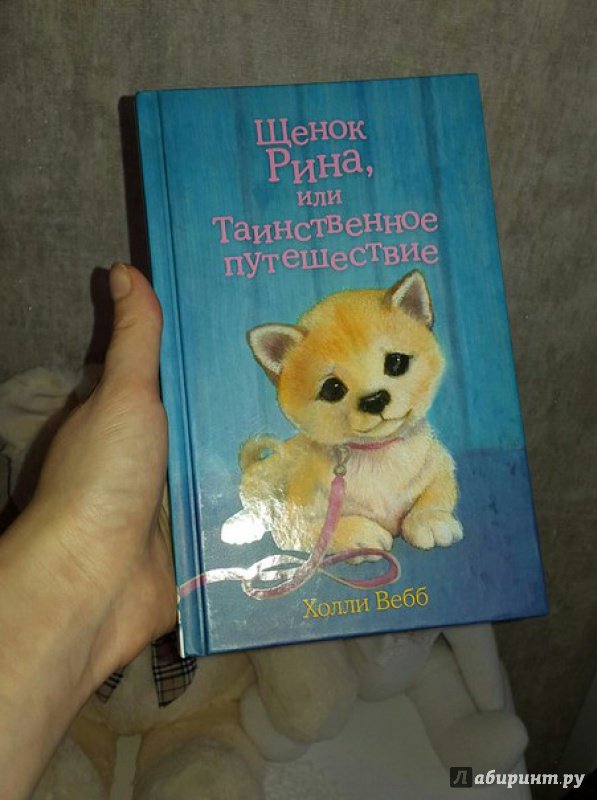 Щенок
Рина,
или
Таинственное
путешествие
Холли Вебб
Лабиринт.ру